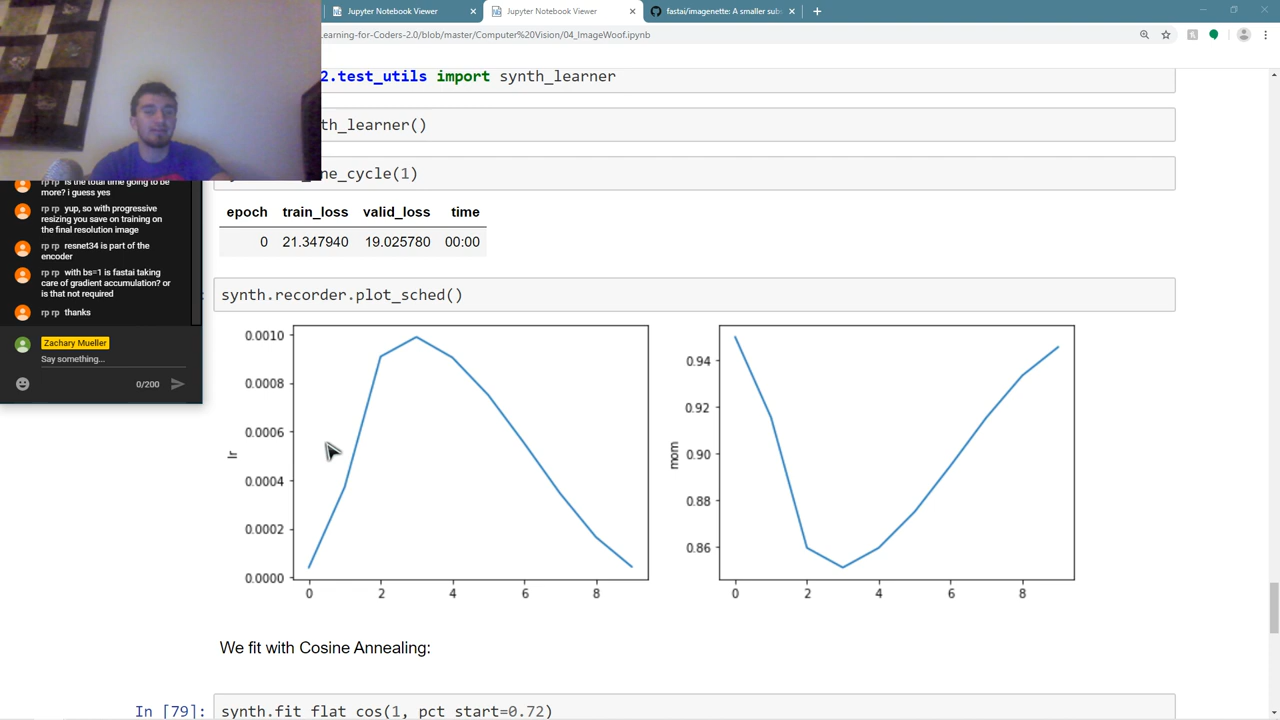 Jupyter Notebook Viewer
Jupyter Notebook Viewer
fastai/imagenette: A smaller sub
earning-for-Coders-2.0/blob/master/Computer%20Vision/04_ImageWoof.ipynb
2.test_utils import synth_learner
th_learner()
ne_cycle(1)
epoch train_loss valid_loss time
0 21.347940 19.025780 00:00
synth.recorder.plot_sched()
rp rp is the total time going to be
more? i guess yes
rp rp yup, so with progressive
resizing you save on training on
the final resolution image
rp rp resnet34 is part of the
encoder
rp rp with bs=1 is fastai taking
care of gradient accumulation? or
is that not required
rp rp thanks
Zachary Mueller
Say something...
0/200
0.0010
0.0008
0.0006
0.0004
0.0002
0.0000
lr
0 2 4 6 8
0.94
0.92
0.90
0.88
0.86
mom
0 2 4 6 8
We fit with Cosine Annealing:
In [79]: synth.fit_flat_cos(1, pct_start=0.72)